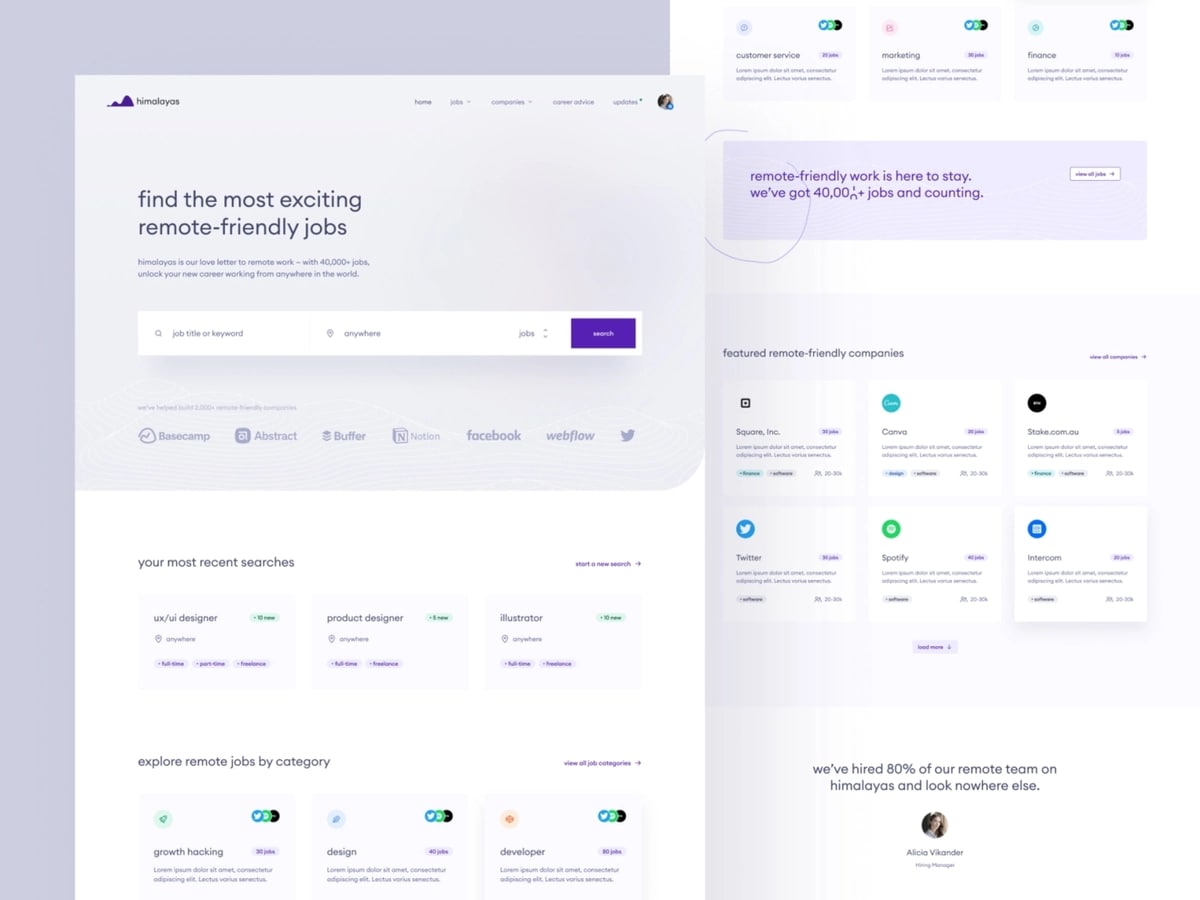 himalayas
home
jobs
companies
career advice
updates
find the most exciting
remote-friendly jobs
himalayas is our love letter to remote work – with 40,000+ jobs,
unlock your new career working from anywhere in the world.
job title or keyword
anywhere
jobs
search
we've helped build 2,000+ remote-friendly companies
Basecamp
Abstract
Buffer
Notion
facebook
webflow
your most recent searches
start a new search →
ux/ui designer
• 10 new
anywhere
• full-time • part-time • freelance
product designer
• 5 new
anywhere
• full-time • freelance
illustrator
• 10 new
anywhere
• full-time • freelance
explore remote jobs by category
view all job categories →
growth hacking
30 jobs
Lorem ipsum dolor sit amet, consectetur
adipiscing elit. Lectus varius senectus.
design
40 jobs
Lorem ipsum dolor sit amet, consectetur
adipiscing elit. Lectus varius senectus.
developer
80 jobs
Lorem ipsum dolor sit amet, consectetur
adipiscing elit. Lectus varius senectus.
customer service
20 jobs
Lorem ipsum dolor sit amet, consectetur
adipiscing elit. Lectus varius senectus.
marketing
30 jobs
Lorem ipsum dolor sit amet, consectetur
adipiscing elit. Lectus varius senectus.
finance
10 jobs
Lorem ipsum dolor sit amet, consectetur
adipiscing elit. Lectus varius senectus.
remote-friendly work is here to stay.
we've got 40,00 + jobs and counting.
view all jobs →
featured remote-friendly companies
view all companies →
Square, Inc.
30 jobs
Lorem ipsum dolor sit amet, consectetur
adipiscing elit. Lectus varius senectus.
• finance • software 20-30k
Canva
Canva
20 jobs
Lorem ipsum dolor sit amet, consectetur
adipiscing elit. Lectus varius senectus.
• design • software 20-30k
Stake.com.au
5 jobs
Lorem ipsum dolor sit amet, consectetur
adipiscing elit. Lectus varius senectus.
• finance • software 20-30k
Twitter
30 jobs
Lorem ipsum dolor sit amet, consectetur
adipiscing elit. Lectus varius senectus.
• software 20-30k
Spotify
40 jobs
Lorem ipsum dolor sit amet, consectetur
adipiscing elit. Lectus varius senectus.
• software 20-30k
Intercom
20 jobs
Lorem ipsum dolor sit amet, consectetur
adipiscing elit. Lectus varius senectus.
• software 20-30k
load more ↓
we've hired 80% of our remote team on
himalayas and look nowhere else.
Alicia Vikander
Hiring Manager